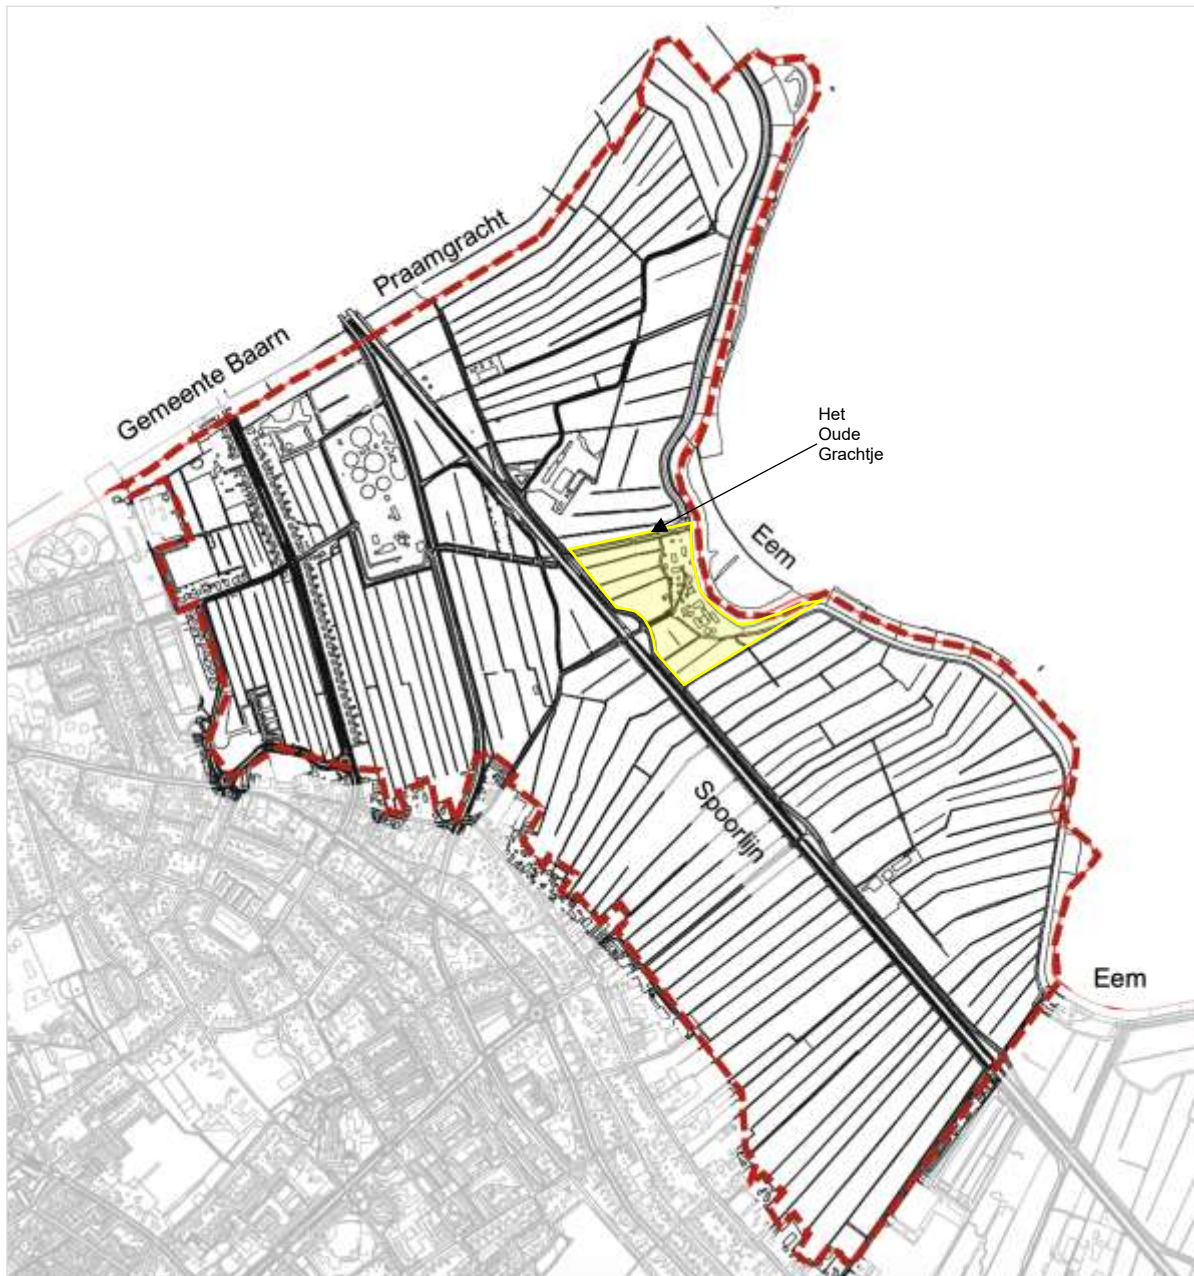 Praamgracht
Gemeente Baarn
Het
Oude
Grachtje
Eem
Spoorlijn
Eem